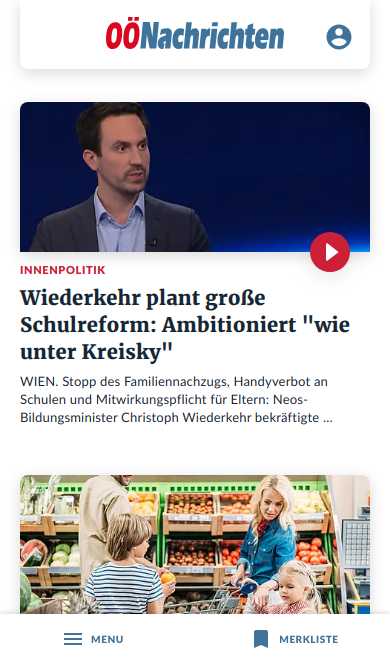 OÖNachrichten
INNENPOLITIK
Wiederkehr plant große
Schulreform: Ambitioniert "wie
unter Kreisky"
WIEN. Stopp des Familiennachzugs, Handyverbot an
Schulen und Mitwirkungspflicht für Eltern: Neos-
Bildungsminister Christoph Wiederkehr bekräftigte ...
MENU
MERKLISTE